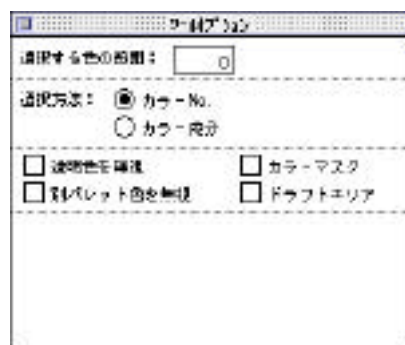 ツールオプション
選択する色の範囲： 0
選択方法： カラーNo.
カラー成分
透明色を無視 カラーマスク
別パレット色を無視 ドラフトエリア